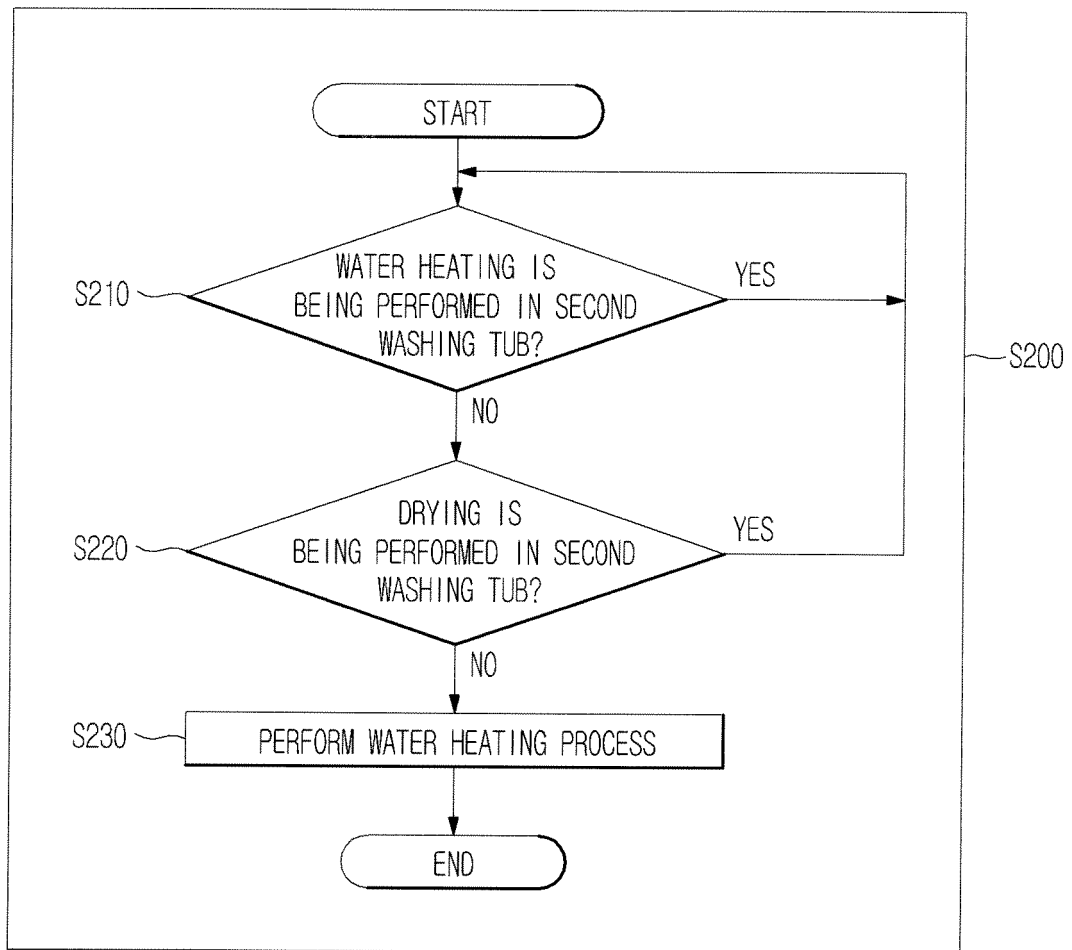 START
WATER HEATING IS
BEING PERFORMED IN SECOND
WASHING TUB?
YES
S210
S200
NO
DRYING IS
BEING PERFORMED IN SECOND
WASHING TUB?
YES
S220
NO
S230
PERFORM WATER HEATING PROCESS
END